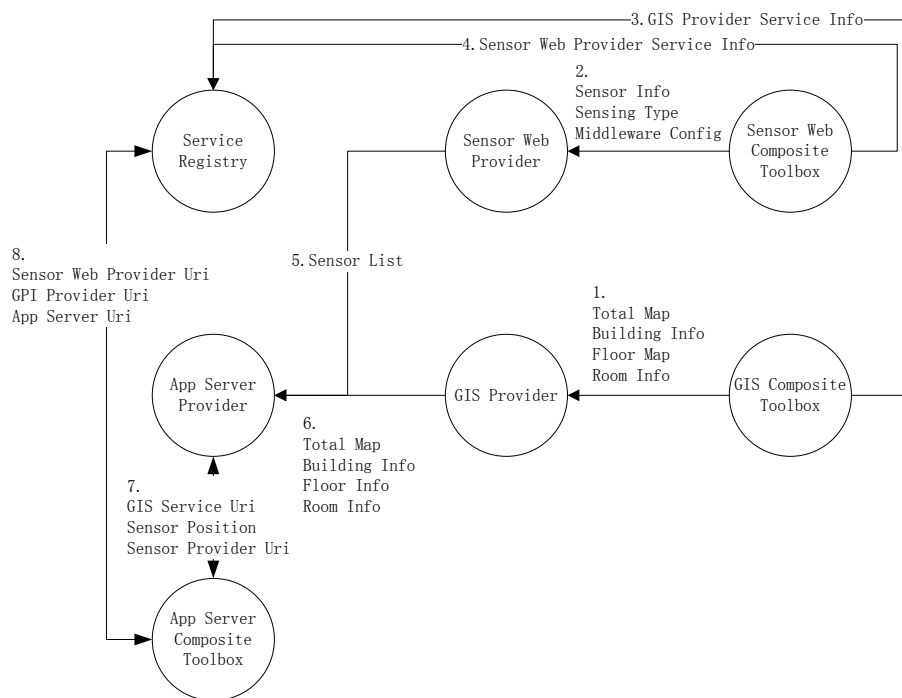 3.GIS Provider Service Info
4.Sensor Web Provider Service Info
2.
Sensor Info
Sensing Type
Middleware Config
Service
Registry
Sensor Web
Provider
Sensor Web
Composite
Toolbox
8.
Sensor Web Provider Uri
GPI Provider Uri
App Server Uri
5.Sensor List
1.
Total Map
Building Info
Floor Map
Room Info
App Server
Provider
GIS Provider
GIS Composite
Toolbox
6.
Total Map
Building Info
Floor Info
Room Info
7.
GIS Service Uri
Sensor Position
Sensor Provider Uri
App Server
Composite
Toolbox